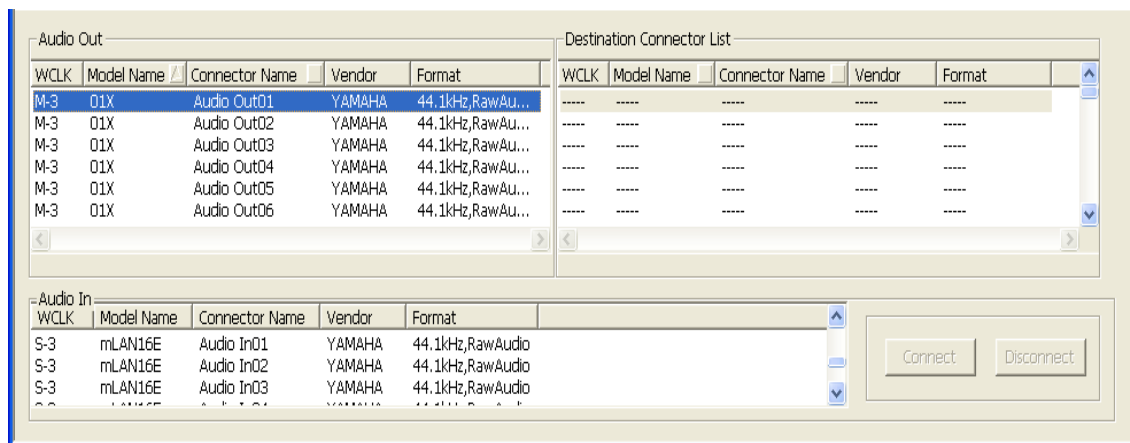 Audio Out
WCLK Model Name Connector Name Vendor Format
M-3 01X Audio Out01 YAMAHA 44.1kHz,RawAu...
M-3 01X Audio Out02 YAMAHA 44.1kHz,RawAu...
M-3 01X Audio Out03 YAMAHA 44.1kHz,RawAu...
M-3 01X Audio Out04 YAMAHA 44.1kHz,RawAu...
M-3 01X Audio Out05 YAMAHA 44.1kHz,RawAu...
M-3 01X Audio Out06 YAMAHA 44.1kHz,RawAu...
Destination Connector List
WCLK Model Name Connector Name Vendor Format
----- ----- ----- ----- -----
----- ----- ----- ----- -----
----- ----- ----- ----- -----
----- ----- ----- ----- -----
----- ----- ----- ----- -----
----- ----- ----- ----- -----
Audio In
WCLK Model Name Connector Name Vendor Format
S-3 mLAN16E Audio In01 YAMAHA 44.1kHz,RawAudio
S-3 mLAN16E Audio In02 YAMAHA 44.1kHz,RawAudio
S-3 mLAN16E Audio In03 YAMAHA 44.1kHz,RawAudio
Connect Disconnect